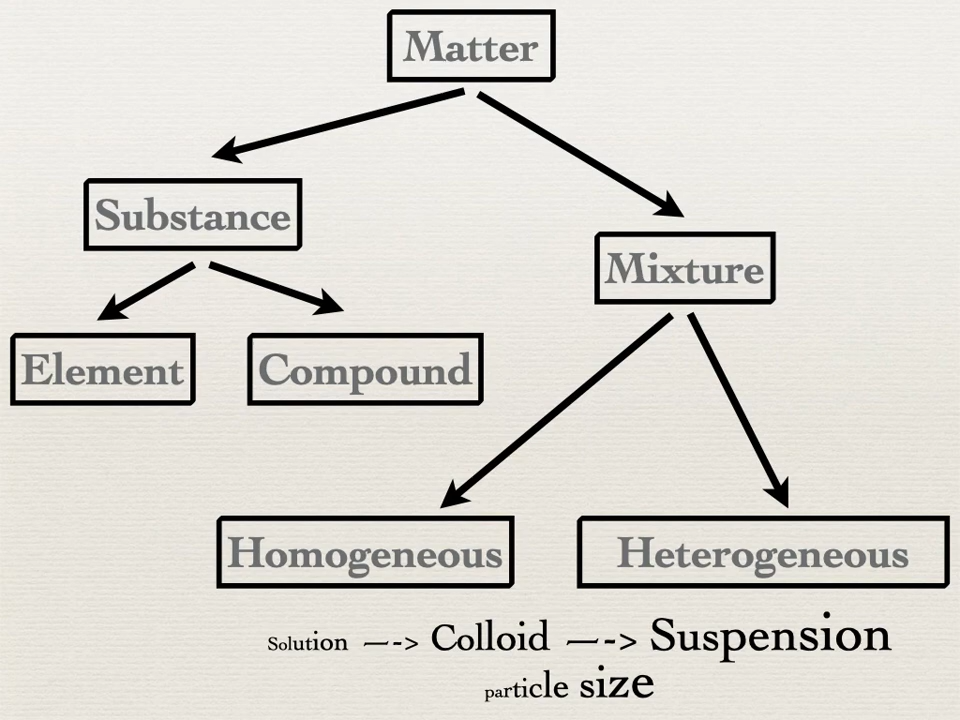 Matter
Substance
Mixture
Element
Compound
Homogeneous
Heterogeneous
Solution —-> Colloid —-> Suspension
particle size